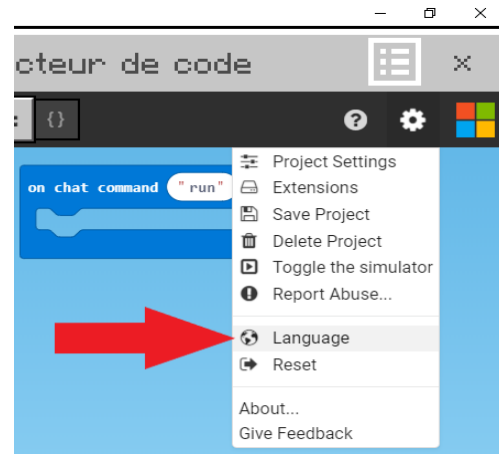 cteur de code
{}
on chat command "run"
Project Settings
Extensions
Save Project
Delete Project
Toggle the simulator
Report Abuse...
Language
Reset
About...
Give Feedback